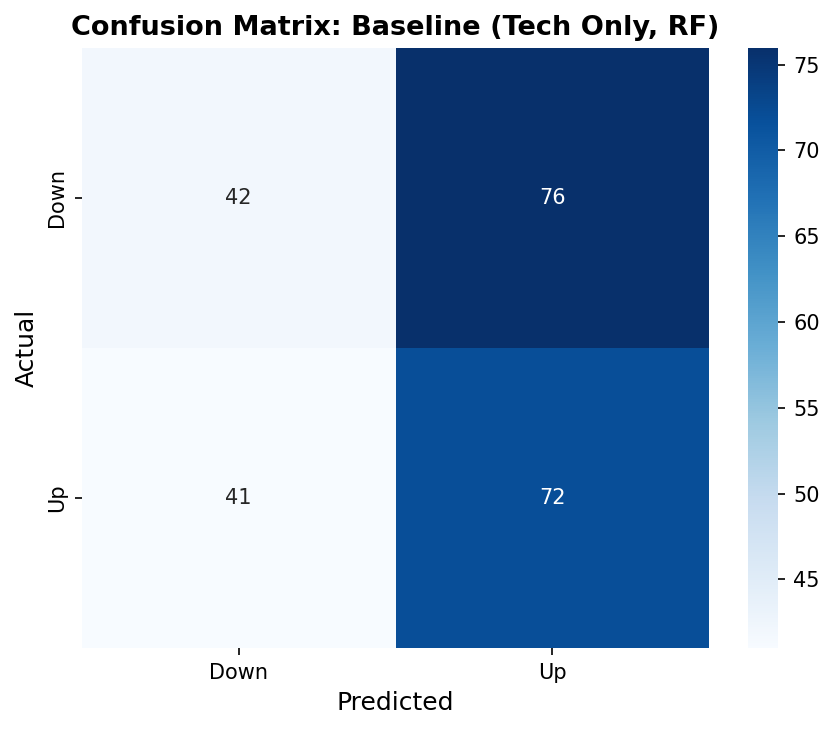 Confusion Matrix: Baseline (Tech Only, RF)
Actual
Down
42
76
Up
41
72
Down
Up
Predicted
75
70
65
60
55
50
45